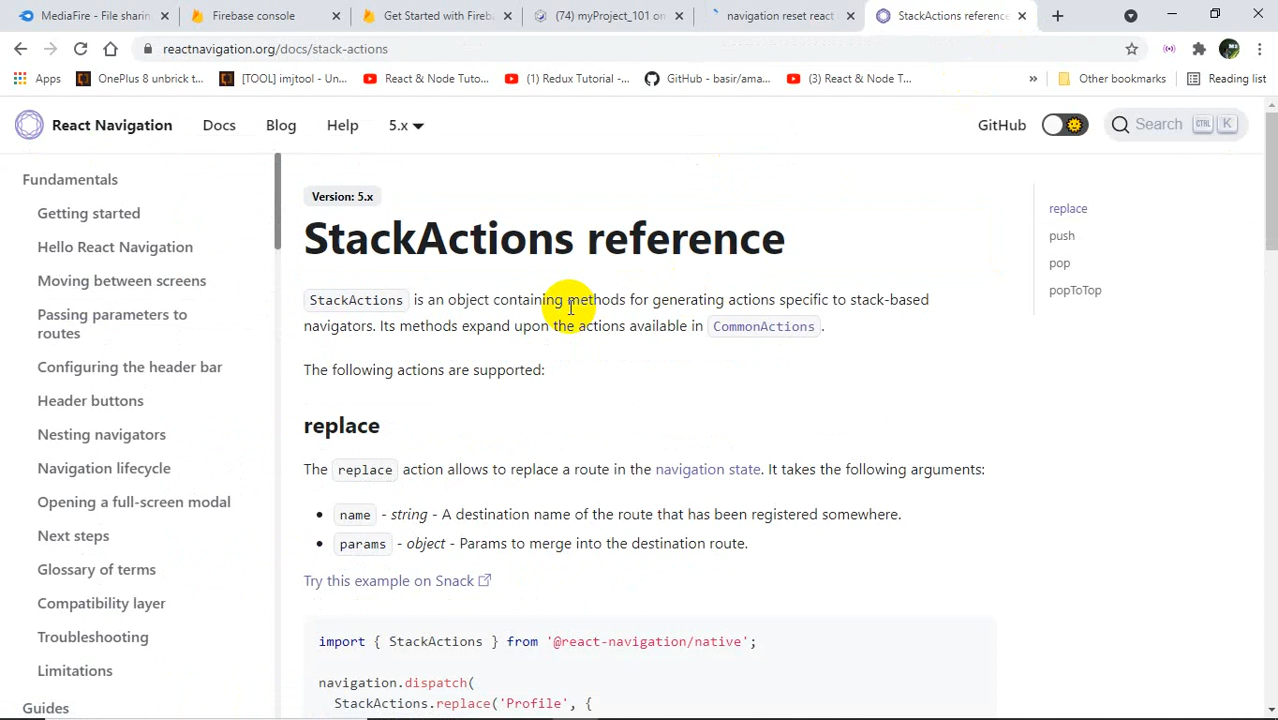 MediaFire - File sharin
Firebase console
Get Started with Fireb
(74) myProject_101 on
navigation reset react
StackActions reference
reactnavigation.org/docs/stack-actions
Apps
OnePlus 8 unbrick t...
[TOOL] imjtool - Un...
React & Node Tuto...
(1) Redux Tutorial -...
GitHub - basir/ama...
(3) React & Node T...
»
Other bookmarks
Reading list
React Navigation
Docs
Blog
Help
5.x
GitHub
Search
CTRL
K
Fundamentals
Getting started
Hello React Navigation
Moving between screens
Passing parameters to
routes
Configuring the header bar
Header buttons
Nesting navigators
Navigation lifecycle
Opening a full-screen modal
Next steps
Glossary of terms
Compatibility layer
Troubleshooting
Limitations
Guides
Version: 5.x
StackActions reference
StackActions is an object containing methods for generating actions specific to stack-based
navigators. Its methods expand upon the actions available in CommonActions.
The following actions are supported:
replace
The replace action allows to replace a route in the navigation state. It takes the following arguments:
• name - string - A destination name of the route that has been registered somewhere.
• params - object - Params to merge into the destination route.
Try this example on Snack
import { StackActions } from '@react-navigation/native';
navigation.dispatch(
StackActions.replace('Profile', {
replace
push
pop
popToTop